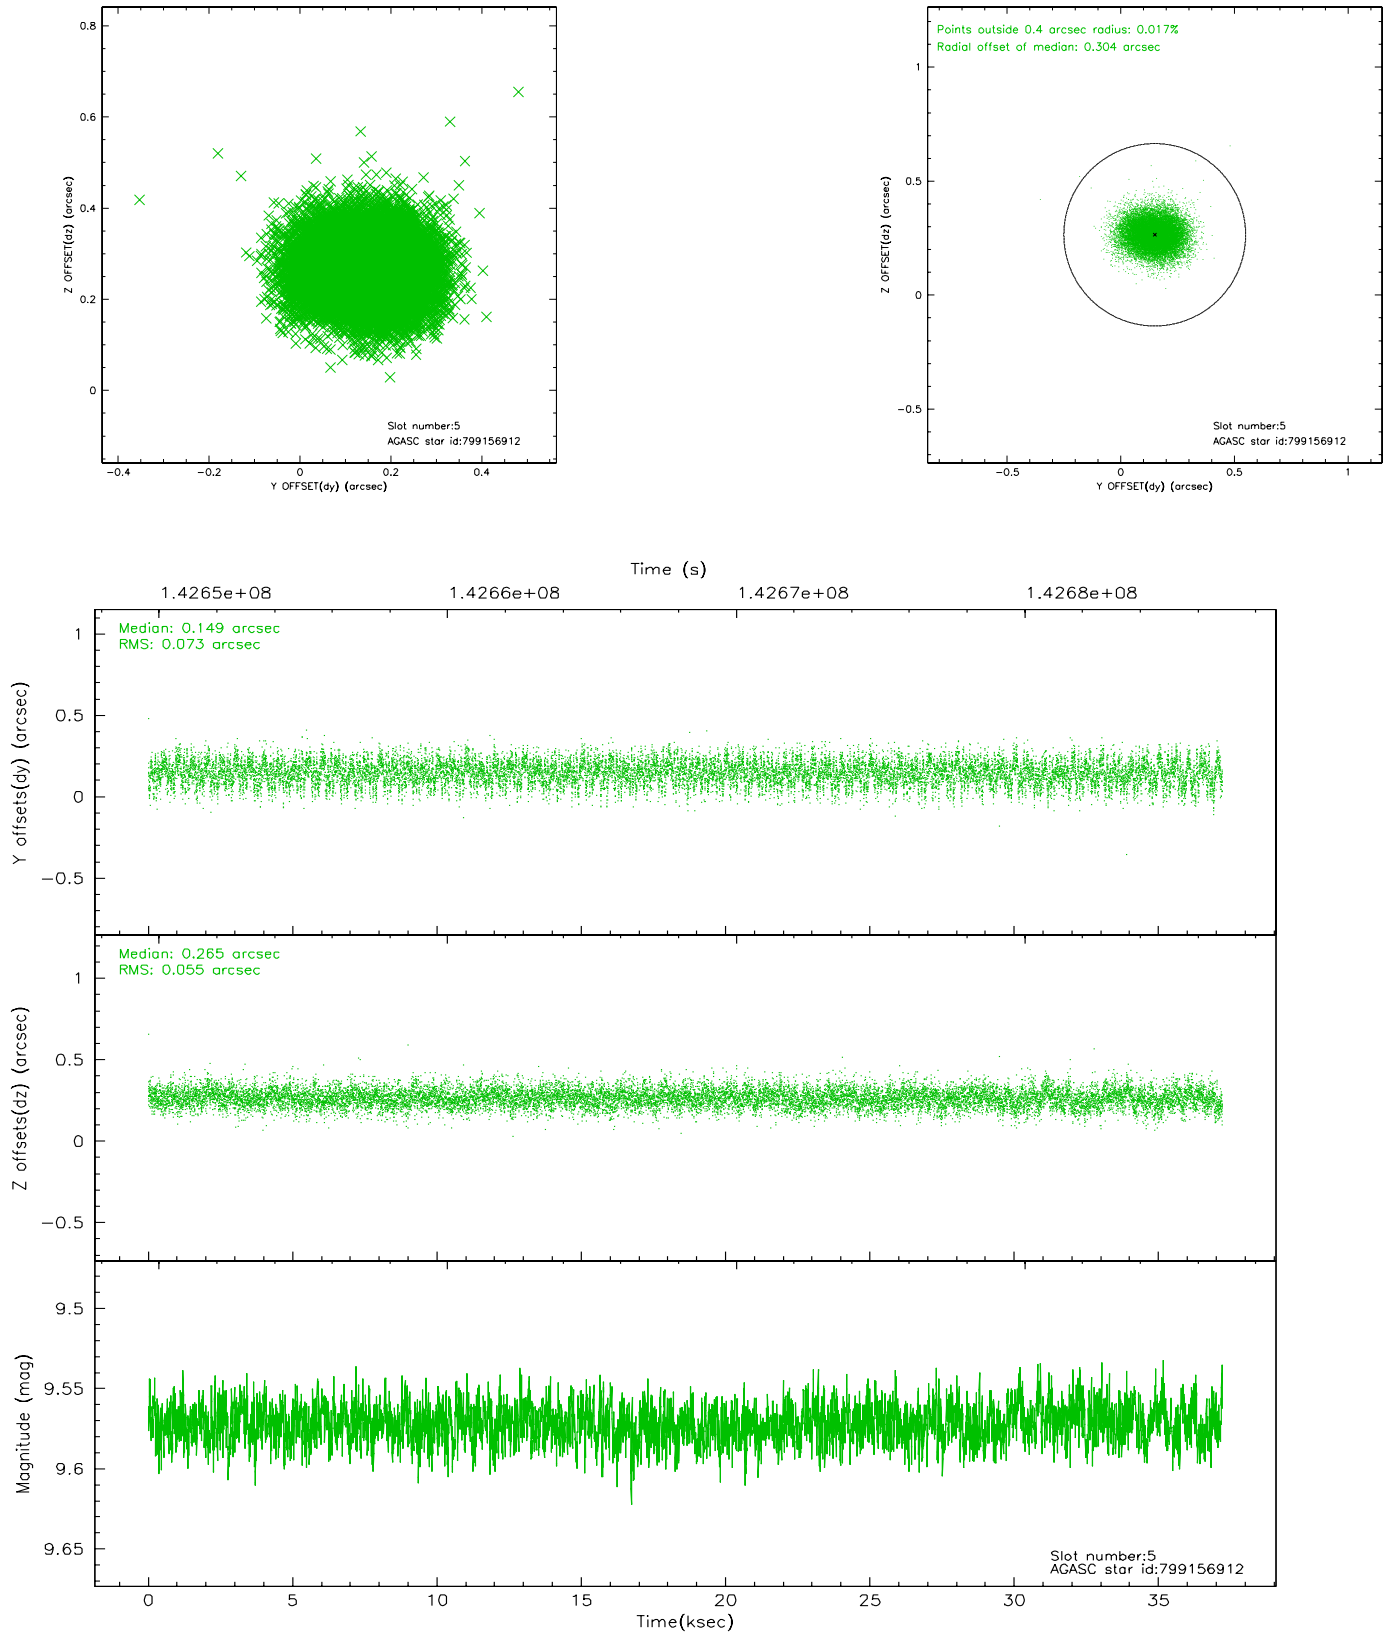 0.8
0.6
0.4
0.2
0
Z OFFSET(dz) (arcsec)
Slot number:5
AGASC star id:799156912
-0.4 -0.2 0 0.2 0.4
Y OFFSET(dy) (arcsec)
Points outside 0.4 arcsec radius: 0.017%
Radial offset of median: 0.304 arcsec
1
0.5
0
-0.5
Z OFFSET(dz) (arcsec)
Slot number:5
AGASC star id:799156912
-0.5 0 0.5 1
Y OFFSET(dy) (arcsec)
Time (s)
1.4265e+08 1.4266e+08 1.4267e+08 1.4268e+08
Median: 0.149 arcsec
RMS: 0.073 arcsec
1
0.5
0
-0.5
Y offsets(dy) (arcsec)
Median: 0.265 arcsec
RMS: 0.055 arcsec
1
0.5
0
-0.5
Z offsets(dz) (arcsec)
9.5
9.55
9.6
9.65
Magnitude (mag)
Slot number:5
AGASC star id:799156912
0 5 10 15 20 25 30 35
Time(ksec)